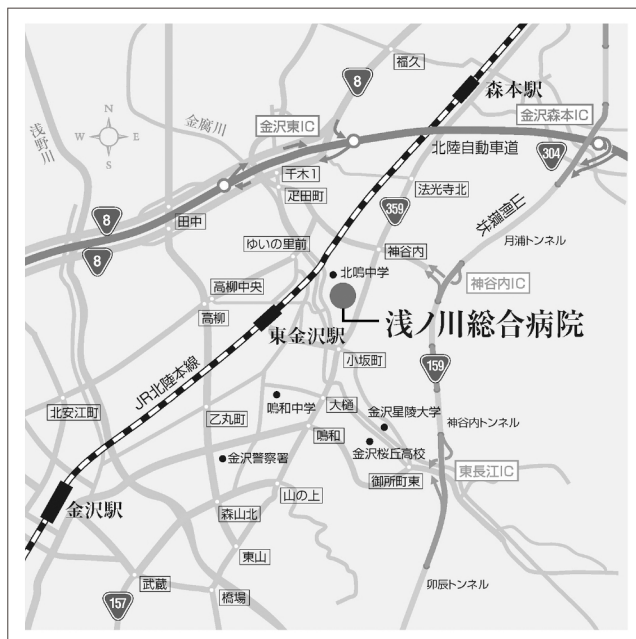 福久
8
森本駅
浅野川
N
W E
S
金腐川
金沢東IC
金沢森本IC
北陸自動車道
304
千木1
疋田町
法光寺北
359
山側環状
田中
8
8
ゆいの里前
神谷内
月浦トンネル
北鳴中学
神谷内IC
高柳中央
高柳
東金沢駅
浅ノ川総合病院
小坂町
159
JR北陸本線
北安江町
乙丸町
鳴和中学
大樋
金沢星陵大学
鳴和
神谷内トンネル
金沢警察署
金沢桜丘高校
御所町東
東長江IC
金沢駅
山の上
森山北
東山
武蔵
橋場
157
卯辰トンネル